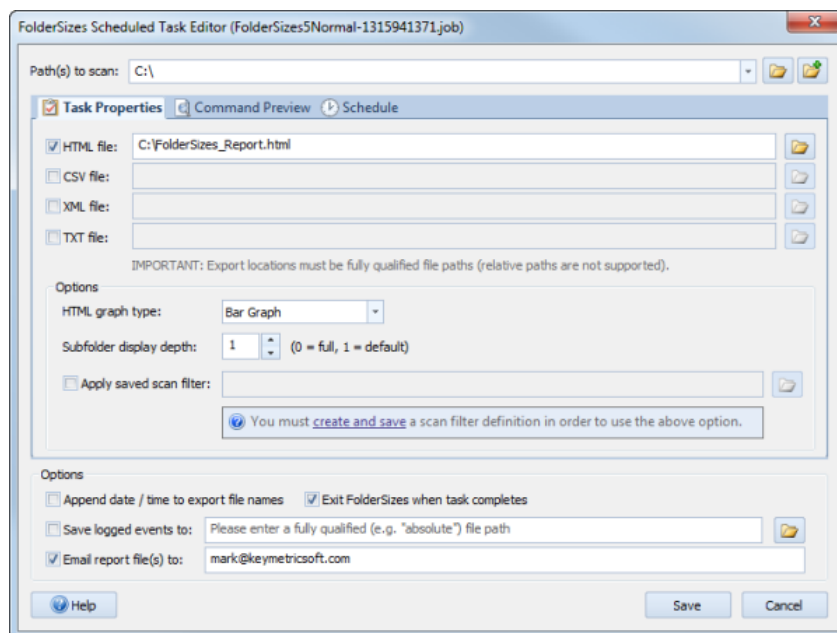 FolderSizes Scheduled Task Editor (FolderSizes5Normal-1315941371.job)
Path(s) to scan: C:\
Task Properties Command Preview Schedule
HTML file: C:\FolderSizes_Report.html
CSV file:
XML file:
TXT file:
IMPORTANT: Export locations must be fully qualified file paths (relative paths are not supported).
Options
HTML graph type: Bar Graph
Subfolder display depth: 1 (0 = full, 1 = default)
Apply saved scan filter:
You must create and save a scan filter definition in order to use the above option.
Options
Append date / time to export file names Exit FolderSizes when task completes
Save logged events to: Please enter a fully qualified (e.g. "absolute") file path
Email report file(s) to: mark@keymetricsoft.com
Help Save Cancel